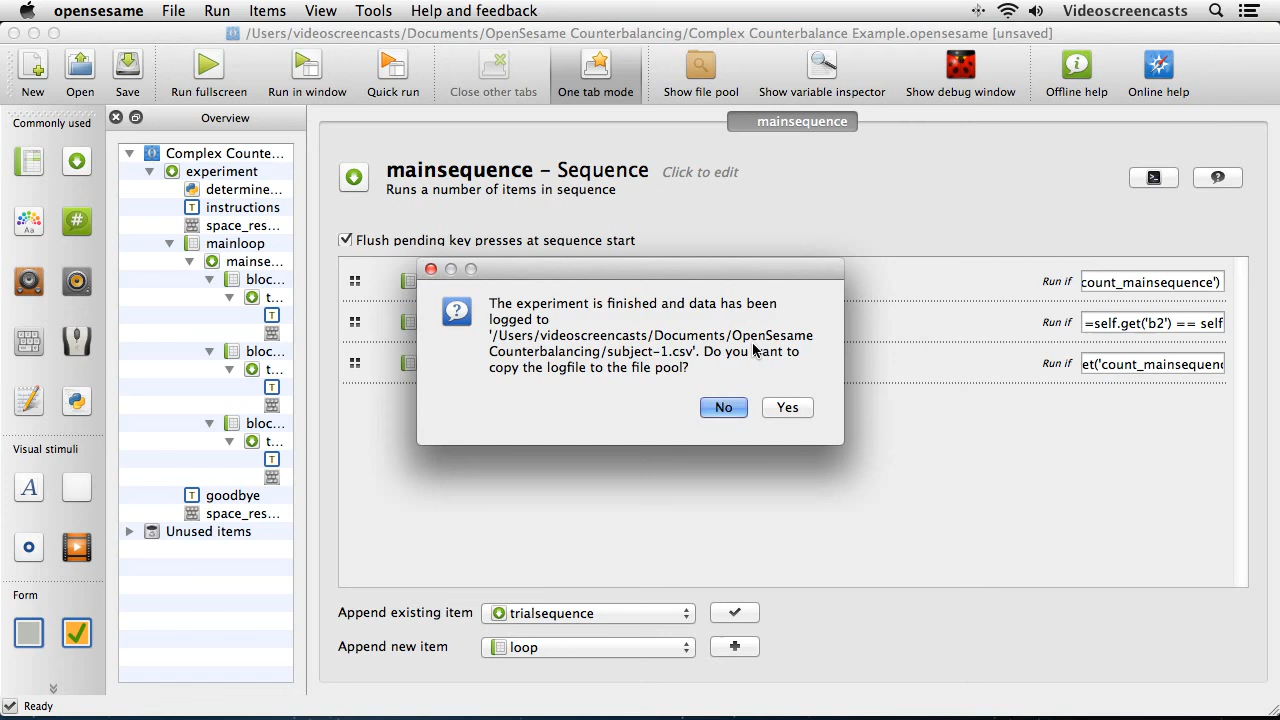 opensesame File Run Items View Tools Help and feedback Videoscreencasts
/Users/videoscreencasts/Documents/OpenSesame Counterbalancing/Complex Counterbalance Example.opensesame [unsaved]
New Open Save Run fullscreen Run in window Quick run Close other tabs One tab mode Show file pool Show variable inspector Show debug window Offline help Online help
Commonly used
Overview
mainsequence
Complex Counte...
experiment
determine...
instructions
space_res...
mainloop
mainse...
bloc...
t...
bloc...
t...
bloc...
t...
goodbye
space_res...
Unused items
Aa
Visual stimuli
A
Form
mainsequence – Sequence Click to edit
Runs a number of items in sequence
Flush pending key presses at sequence start
Run if count_mainsequence')
Run if =self.get('b2') == self
Run if et('count_mainsequenc
The experiment is finished and data has been
logged to
'/Users/videoscreencasts/Documents/OpenSesame
Counterbalancing/subject-1.csv'. Do you want to
copy the logfile to the file pool?
No Yes
Append existing item trialsequence
Append new item loop
Ready